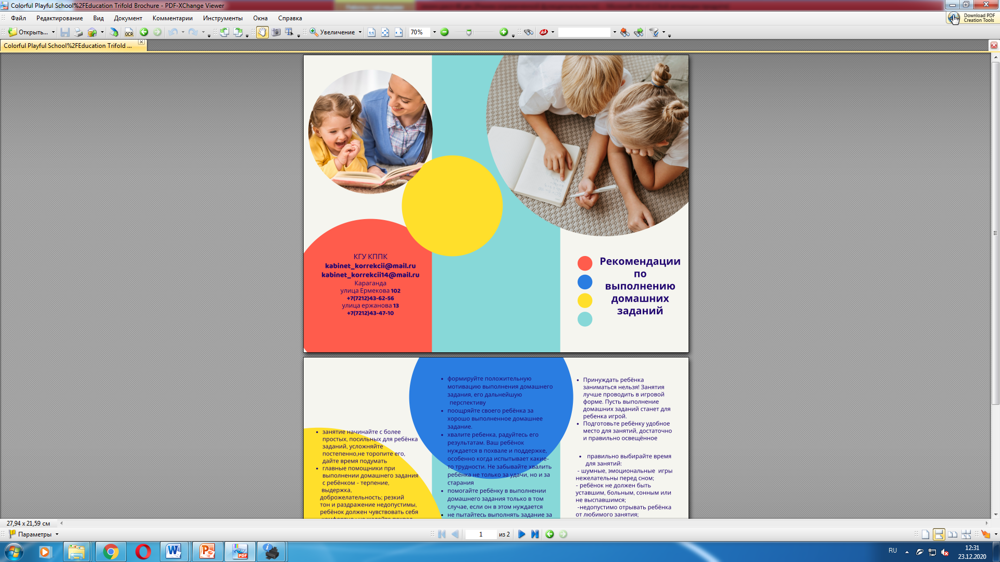 Colorful Playful School%2FEducation Trifold Brochure - PDF-XChange Viewer
Файл Редактирование Вид Документ Комментарии Инструменты Окна Справка
Download PDF
Creation Tools
Открыть... OCR Увеличение 1:1 70% Ask
Colorful Playful School%2FEducation Trifold ...
КГУ КППК
kabinet_korrekcii@mail.ru
kabinet_korrekcii14@mail.ru
Караганда
улица Ермекова 102
+7(7212)43-62-56
улица ержанова 13
+7(7212)43-47-10
Рекомендации
по
выполнению
домашних
заданий
• занятие начинайте с более
простых, посильных для ребёнка
заданий, усложняйте
постепенно,не торопите его,
дайте время подумать
• главные помощники при
выполнении домашнего задания
с ребёнком - терпение,
выдержка,
доброжелательность; резкий
тон и раздражение недопустимы,
ребёнок должен чувствовать себя
• формируйте положительную
мотивацию выполнения домашнего
задания, его дальнейшую
перспективу
• поощряйте своего ребёнка за
хорошо выполненное домашнее
задание.
• хвалите ребенка, радуйтесь его
результатам. Ваш ребёнок
нуждается в похвале и поддержке,
особенно когда испытывает какие-
то трудности. Не забывайте хвалить
ребёнка не только за удачи, но и за
старания
• помогайте ребёнку в выполнении
домашнего задания только в том
случае, если он в этом нуждается
• не пытайтесь выполнять задание за
• Принуждать ребёнка
заниматься нельзя! Занятия
лучше проводить в игровой
форме. Пусть выполнение
домашних заданий станет для
ребенка игрой.
• Подготовьте ребёнку удобное
место для занятий, достаточно
и правильно освещённое
• правильно выбирайте время
для занятий:
- шумные, эмоциональные игры
нежелательны перед сном;
- ребёнок не должен быть
уставшим, больным, сонным или
не выспавшимся;
-недопустимо отрывать ребёнка
от любимого занятия;
27,94 x 21,59 см
Параметры
1 из 2
RU
12:31
23.12.2020